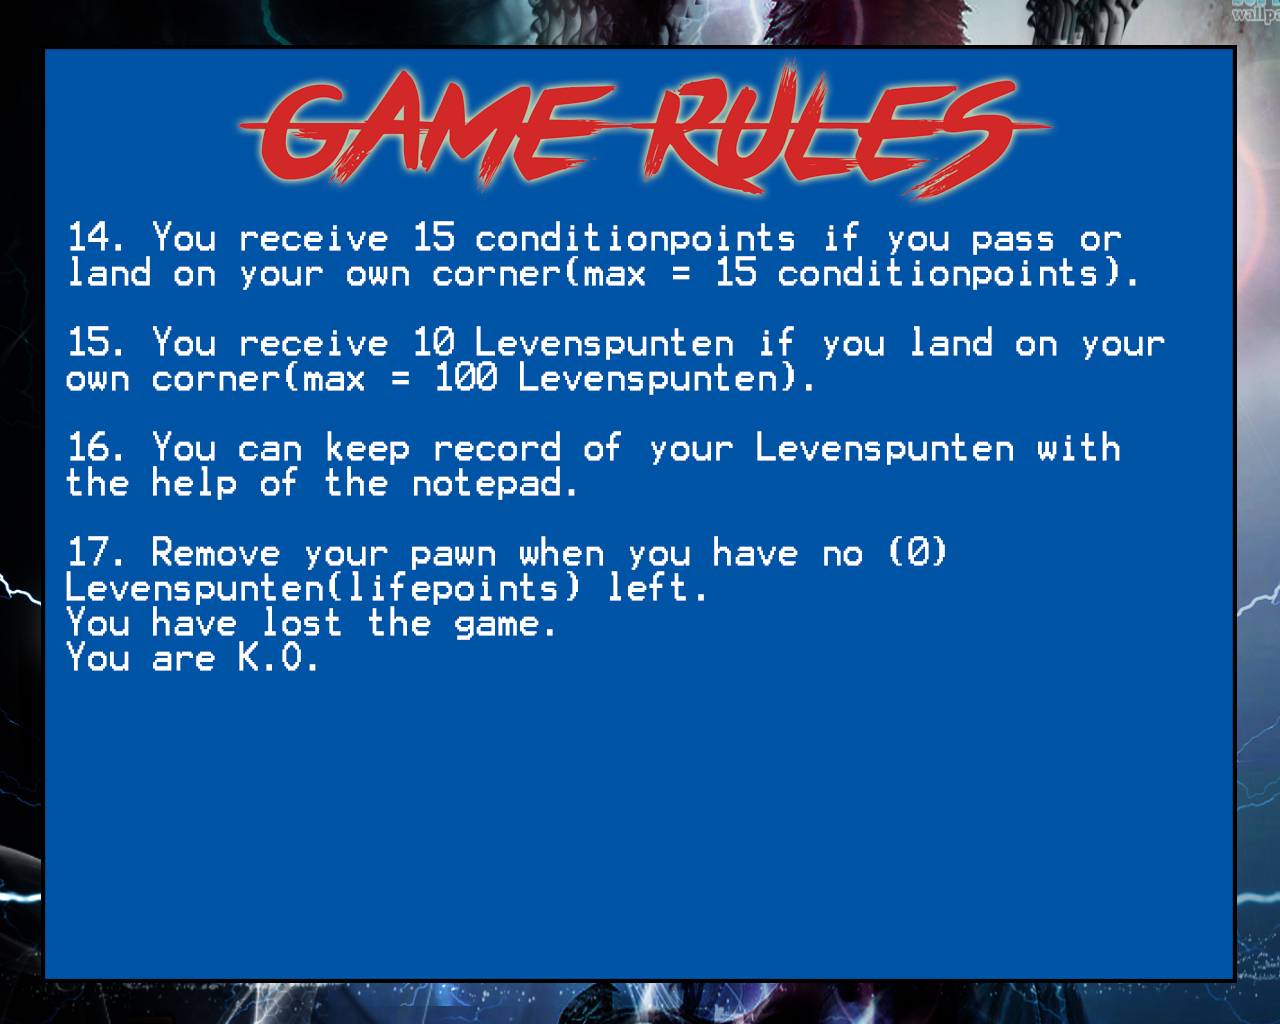 GAME RULES
14. You receive 15 conditionpoints if you pass or
land on your own corner(max = 15 conditionpoints).
15. You receive 10 Levenspunten if you land on your
own corner(max = 100 Levenspunten).
16. You can keep record of your Levenspunten with
the help of the notepad.
17. Remove your pawn when you have no (0)
Levenspunten(lifepoints) left.
You have lost the game.
You are K.O.